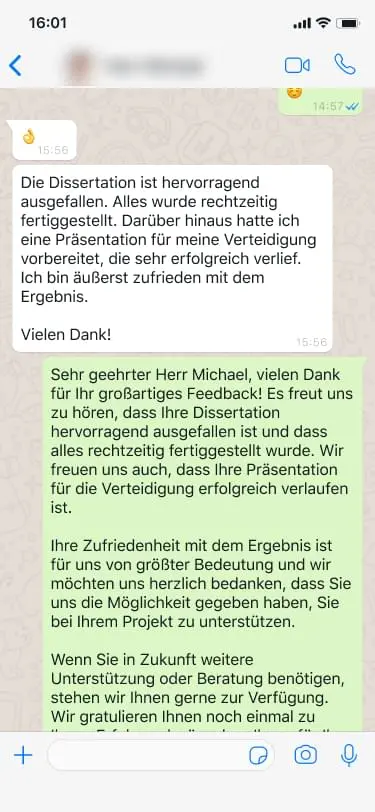 16:01
14:57
15:56
Die Dissertation ist hervorragend
ausgefallen. Alles wurde rechtzeitig
fertiggestellt. Darüber hinaus hatte ich
eine Präsentation für meine Verteidigung
vorbereitet, die sehr erfolgreich verlief.
Ich bin äußerst zufrieden mit dem
Ergebnis.
Vielen Dank!
15:56
Sehr geehrter Herr Michael, vielen Dank
für Ihr großartiges Feedback! Es freut uns
zu hören, dass Ihre Dissertation
hervorragend ausgefallen ist und dass
alles rechtzeitig fertiggestellt wurde. Wir
freuen uns auch, dass Ihre Präsentation
für die Verteidigung erfolgreich verlaufen
ist.
Ihre Zufriedenheit mit dem Ergebnis ist
für uns von größter Bedeutung und wir
möchten uns herzlich bedanken, dass Sie
uns die Möglichkeit gegeben haben, Sie
bei Ihrem Projekt zu unterstützen.
Wenn Sie in Zukunft weitere
Unterstützung oder Beratung benötigen,
stehen wir Ihnen gerne zur Verfügung.
Wir gratulieren Ihnen noch einmal zu